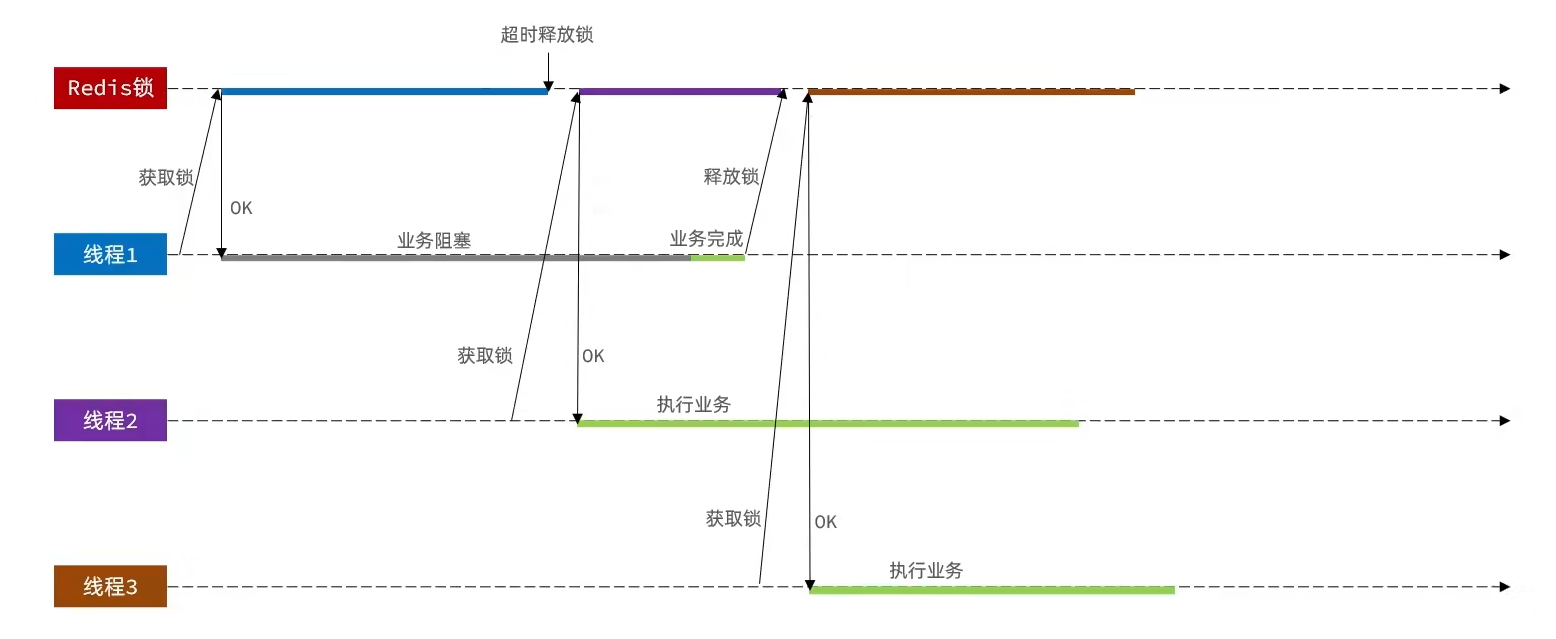 超时释放锁
Redis锁
获取锁
释放锁
OK
业务阻塞
业务完成
线程1
获取锁
OK
执行业务
线程2
获取锁
OK
执行业务
线程3